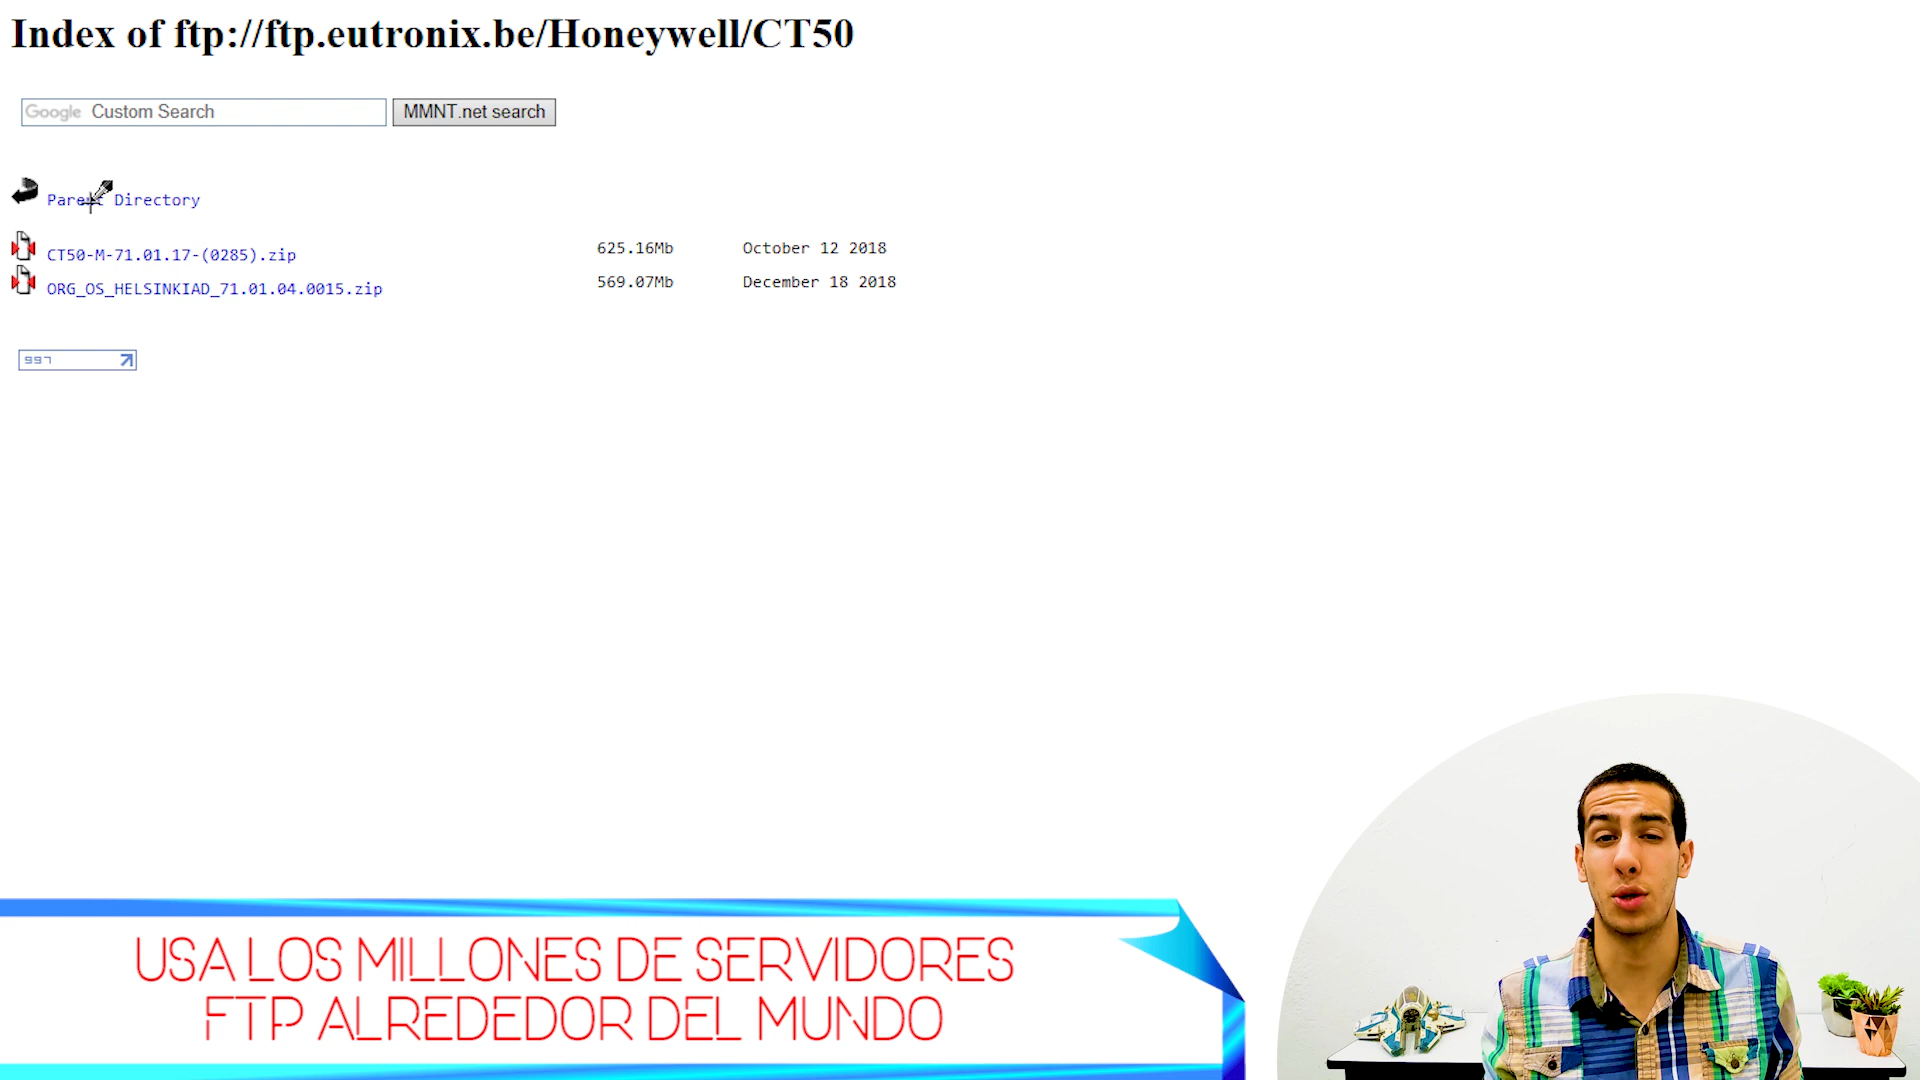 Index of ftp://ftp.eutronix.be/Honeywell/CT50
Google Custom Search MMNT.net search
Parent Directory
CT50-M-71.01.17-(0285).zip 625.16Mb October 12 2018
ORG_OS_HELSINKIAD_71.01.04.0015.zip 569.07Mb December 18 2018
997
USA LOS MILLONES DE SERVIDORES
FTP ALREDEDOR DEL MUNDO